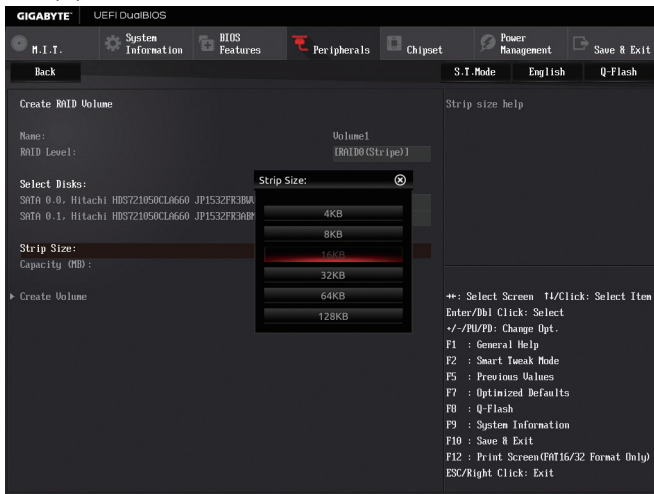 GIGABYTE™ UEFI DualBIOS
M.I.T. System Information BIOS Features Peripherals Chipset Power Management Save & Exit
Back S.T.Mode English Q-Flash
Create RAID Volume
Strip size help
Name: Volume1
RAID Level: [RAID0(Stripe)]
Select Disks:
SATA 0.0, Hitachi HDS721050CLA660 JP1532FR3BW
SATA 0.1, Hitachi HDS721050CLA660 JP1532FR3ABM
Strip Size:
Capacity (MB):
Create Volume
Strip Size:
4KB
8KB
16KB
32KB
64KB
128KB
→←: Select Screen ↑↓/Click: Select Item
Enter/Dbl Click: Select
+/-/PU/PD: Change Opt.
F1 : General Help
F2 : Smart Tweak Mode
F5 : Previous Values
F7 : Optimized Defaults
F8 : Q-Flash
F9 : System Information
F10 : Save & Exit
F12 : Print Screen(FAT16/32 Format Only)
ESC/Right Click: Exit